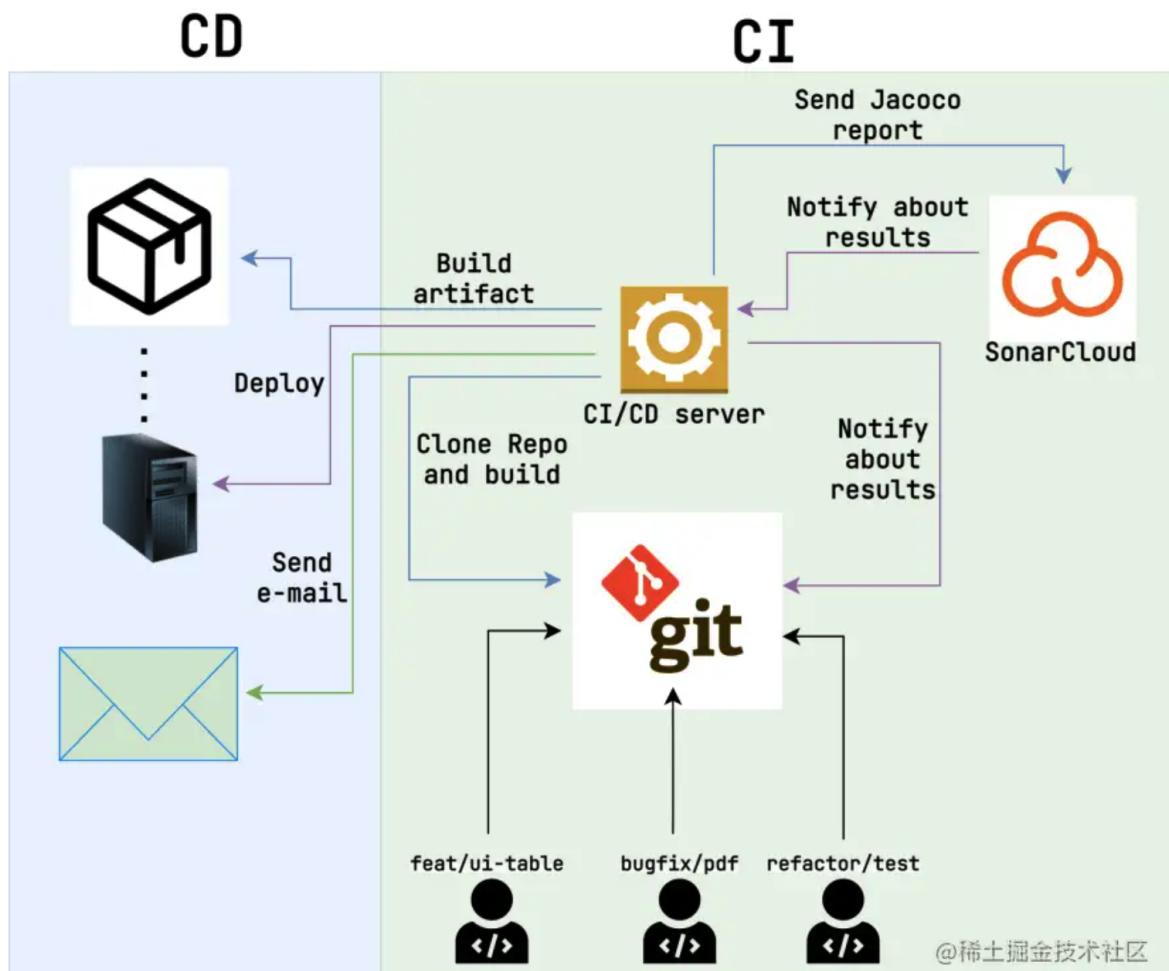 CD
CI
Send Jacoco
report
Notify about
results
Build
artifact
SonarCloud
Deploy
CI/CD server
Clone Repo
and build
Notify
about
results
Send
e-mail
git
feat/ui-table
bugfix/pdf
refactor/test
</>
</>
</>
@稀土掘金技术社区